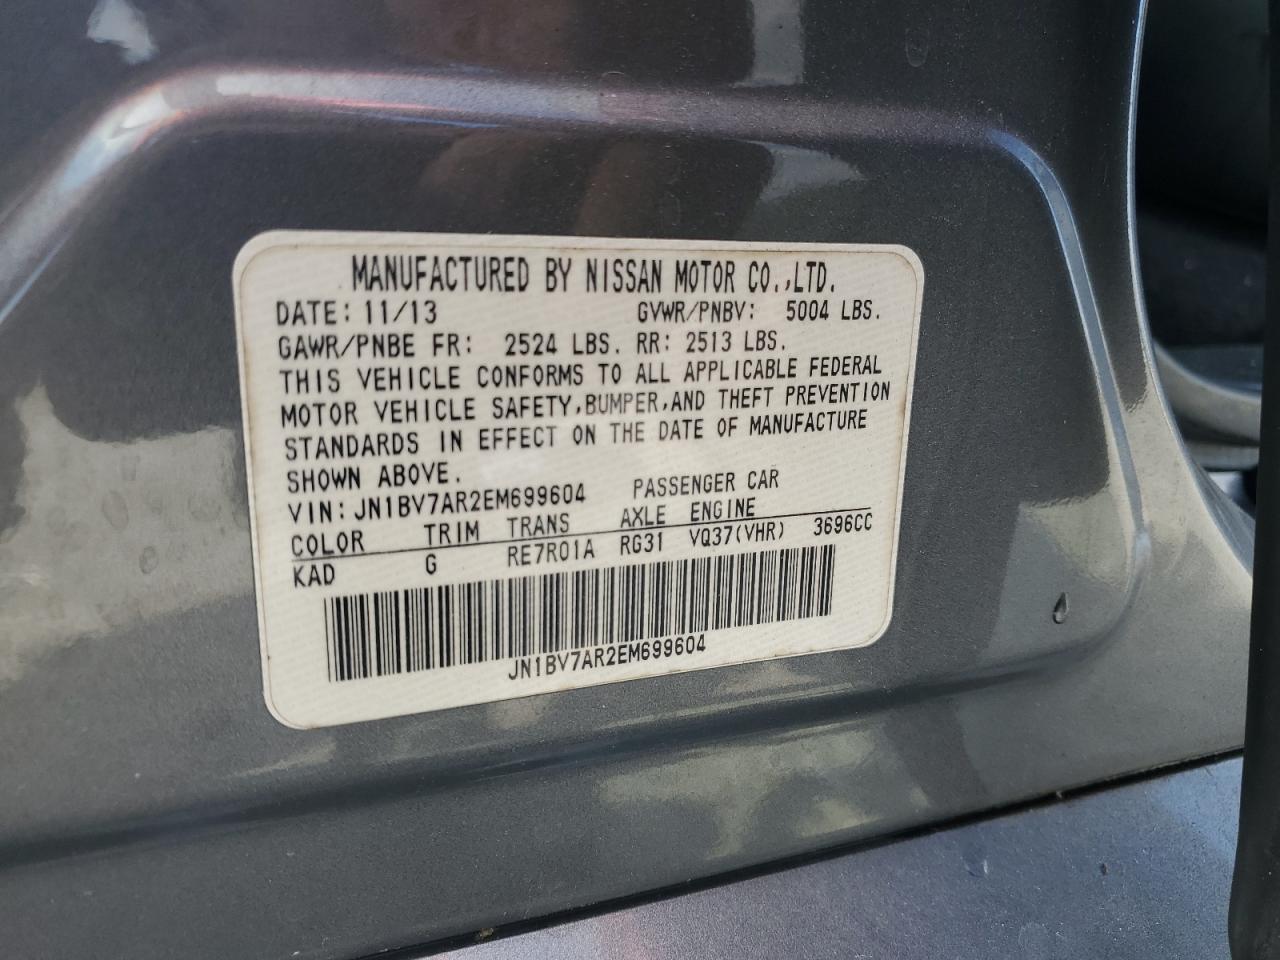 MANUFACTURED BY NISSAN MOTOR CO.,LTD.
DATE: 11/13 GVWR/PNBV: 5004 LBS.
GAWR/PNBE FR: 2524 LBS. RR: 2513 LBS.
THIS VEHICLE CONFORMS TO ALL APPLICABLE FEDERAL
MOTOR VEHICLE SAFETY,BUMPER,AND THEFT PREVENTION
STANDARDS IN EFFECT ON THE DATE OF MANUFACTURE
SHOWN ABOVE.
VIN: JN1BV7AR2EM699604 PASSENGER CAR
COLOR TRIM TRANS AXLE ENGINE
KAD G RE7R01A RG31 VQ37(VHR) 3696CC
JN1BV7AR2EM699604